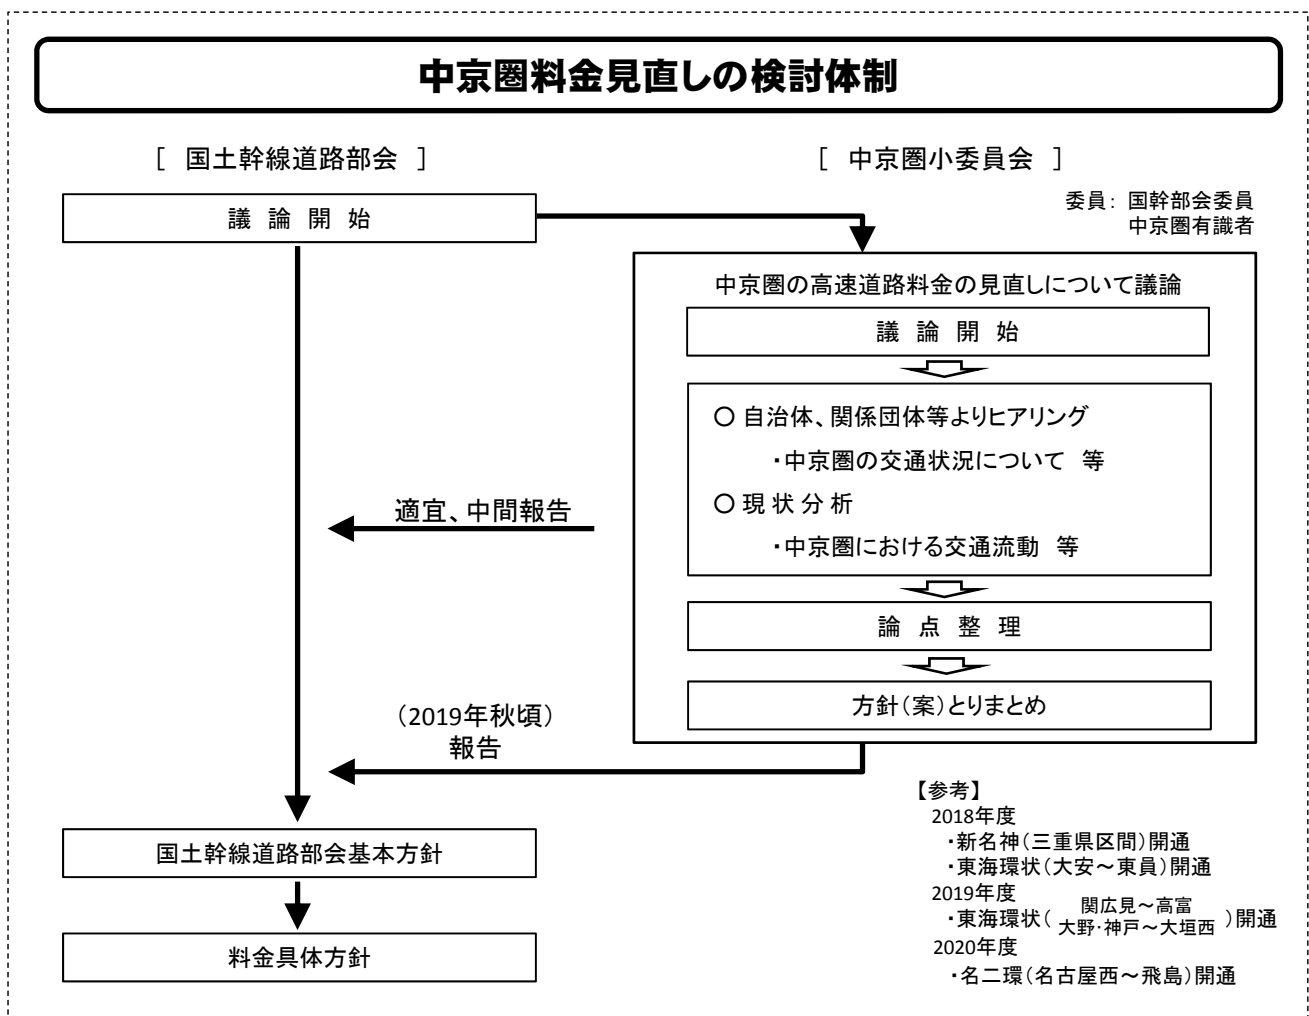 中京圏料金見直しの検討体制
[ 国土幹線道路部会 ]
議 論 開 始
[ 中京圏小委員会 ]
委員: 国幹部会委員
中京圏有識者
中京圏の高速道路料金の見直しについて議論
議 論 開 始
○ 自治体、関係団体等よりヒアリング
・中京圏の交通状況について 等
○ 現 状 分 析
・中京圏における交通流動 等
適宜、中間報告
論 点 整 理
方針(案)とりまとめ
(2019年秋頃)
報告
国土幹線道路部会基本方針
料金具体方針
【参考】
2018年度
・新名神(三重県区間)開通
・東海環状(大安～東員)開通
2019年度
・東海環状( 関広見～高富
大野・神戸～大垣西 )開通
2020年度
・名二環(名古屋西～飛島)開通